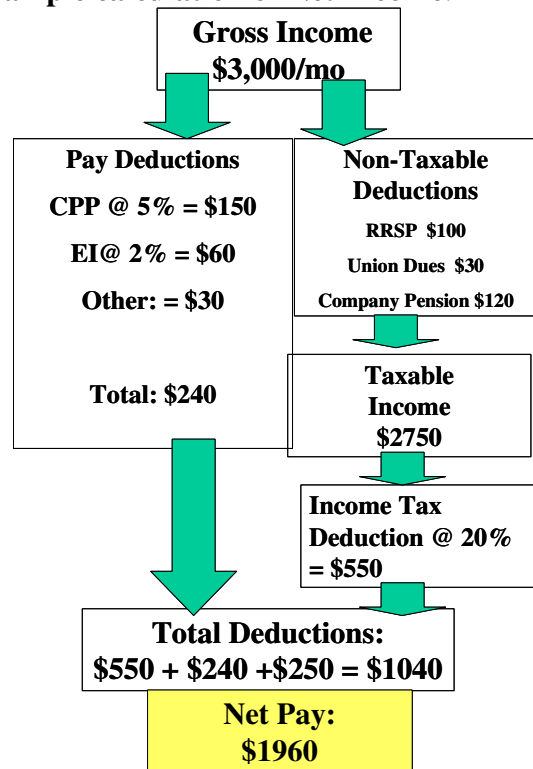 Gross Income
$3,000/mo
Pay Deductions
CPP @ 5% = $150
EI@ 2% = $60
Other: = $30
Total: $240
Non-Taxable
Deductions
RRSP $100
Union Dues $30
Company Pension $120
Taxable
Income
$2750
Income Tax
Deduction @ 20%
= $550
Total Deductions:
$550 + $240 +$250 = $1040
Net Pay:
$1960